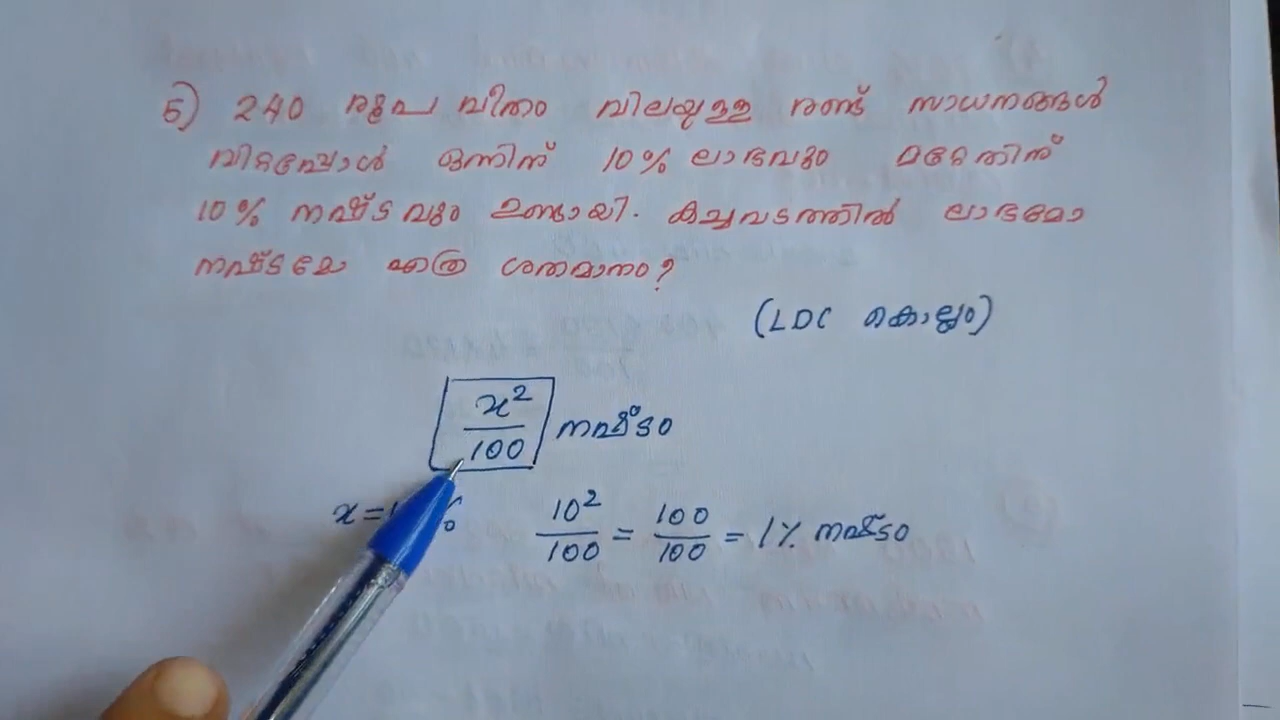 5) 240 രൂപ വീതം വിലയുള്ള രണ്ട് സാധനങ്ങൾ
വിറ്റപ്പോൾ ഒന്നിന് 10% ലാഭവും മറ്റേതിന്
10% നഷ്ടവും ഉണ്ടായി. കച്ചവടത്തിൽ ലാഭമോ
നഷ്ടമോ എത്ര ശതമാനം?
(LDC കൊല്ലം)
x²/100 നഷ്ടം
x = %
10²/100 = 100/100 = 1% നഷ്ടം